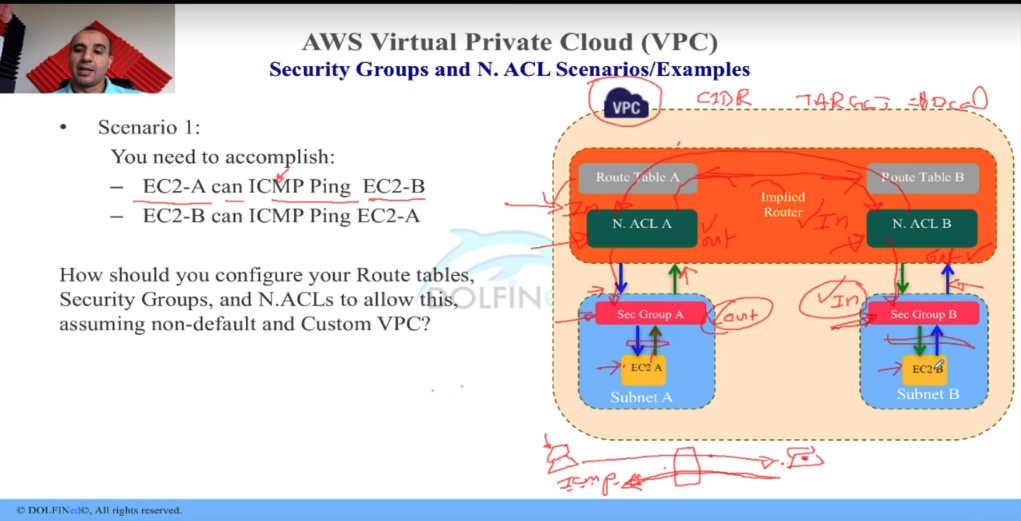 AWS Virtual Private Cloud (VPC)
Security Groups and N. ACL Scenarios/Examples
• Scenario 1:
You need to accomplish:
– EC2-A can ICMP Ping EC2-B
– EC2-B can ICMP Ping EC2-A
How should you configure your Route tables,
Security Groups, and N.ACLs to allow this,
assuming non-default and Custom VPC?
VPC
CIDR TARGET
Route Table A
Route Table B
Implied
Router
In
N. ACL A
out
In
N. ACL B
out
DOLFIN
Sec Group A
out
In
Sec Group B
EC2 A
EC2-B
Subnet A
Subnet B
Icmp
© DOLFINed©, All rights reserved.